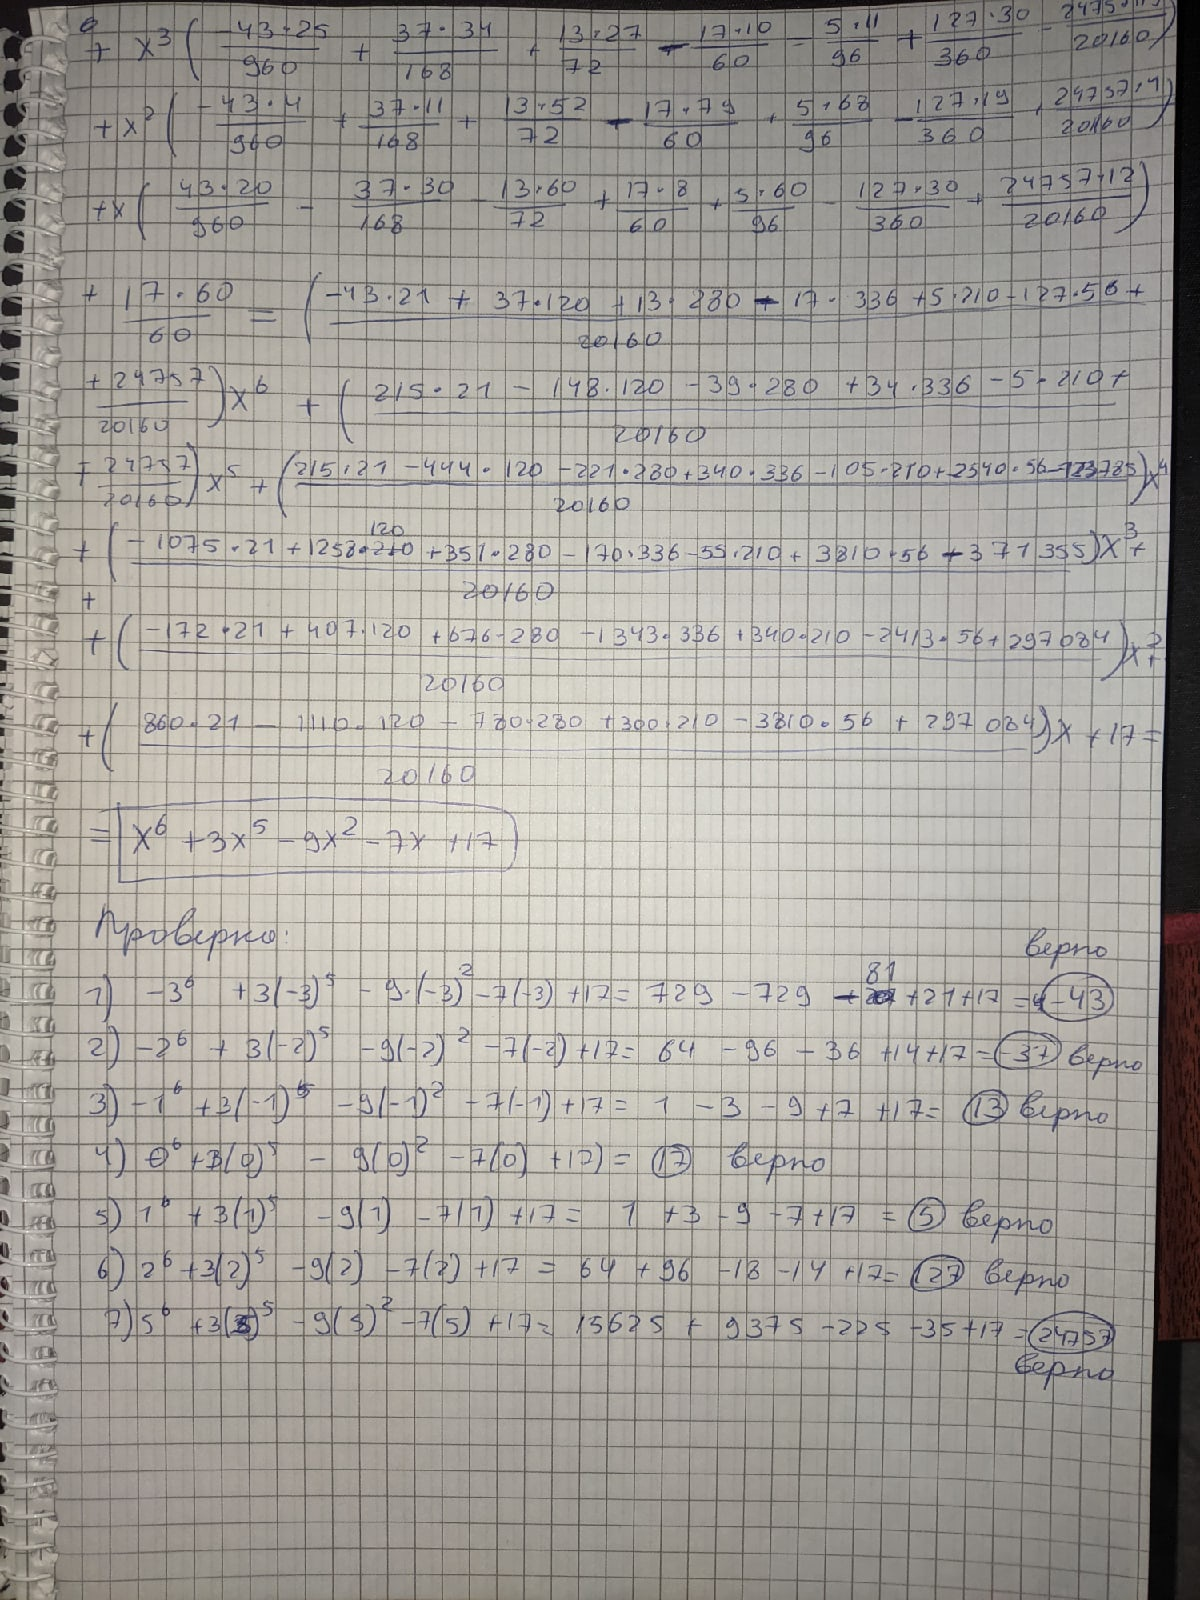 + x³ ( -43·25/960 + 37·34/168 + 13·27/72 - 17·10/60 - 5·11/96 + 127·30/360 - /20160 )
+ x² ( -43·4/960 + 37·11/168 + 13·52/72 - 17·79/60 + 5·68/96 - 127·19/360 + 24757·4/20160 )
+ x ( 43·20/960 - 37·30/168 - 13·60/72 + 17·8/60 + 5·60/96 - 127·30/360 + 24757·12/20160 )
+ 17·60/60 = ( -43·21 + 37·120 + 13·280 - 17·336 + 5·210 - 127·56 + /20160
+ 24757/20160 ) x⁶ + ( 215·21 - 148·120 - 39·280 + 34·336 - 5·210 + /20160
+ 24757/20160 ) x⁵ + ( 215·21 - 444·120 - 221·280 + 340·336 - 105·210 + 2540·56 - 123785 /20160 ) x⁴
+ ( -1075·21 + 1258·120 + 351·280 - 170·336 - 55·210 + 3810·56 - 371355 /20160 ) x³ +
+
+ ( -172·21 + 407·120 + 676·280 - 1343·336 + 340·210 - 2413·56 + 297084 /20160 ) x² +
+ ( 860·21 - 1110·120 - 780·280 + 300·210 - 3810·56 + 297084 /20160 ) x + 17 =
= x⁶ + 3x⁵ - 9x² - 7x + 17
Проверка:
верно
1) -3⁶ + 3(-3)⁵ - 9·(-3)² - 7(-3) + 17 = 729 - 729 - 81 + 21 + 17 = -43
2) -2⁶ + 3(-2)⁵ - 9(-2)² - 7(-2) + 17 = 64 - 96 - 36 + 14 + 17 = -37 верно
3) -1⁶ + 3(-1)⁵ - 9(-1)² - 7(-1) + 17 = 1 - 3 - 9 + 7 + 17 = 13 верно
4) 0⁶ + 3(0)⁵ - 9(0)² - 7(0) + 17) = 17 верно
5) 1⁶ + 3(1)⁵ - 9(1) - 7(1) + 17 = 1 + 3 - 9 - 7 + 17 = 5 верно
6) 2⁶ + 3(2)⁵ - 9(2) - 7(2) + 17 = 64 + 96 - 18 - 14 + 17 = 127 верно
7) 5⁶ + 3(5)⁵ - 9(5)² - 7(5) + 17 = 15625 + 9375 - 225 - 35 + 17 = 24757
верно